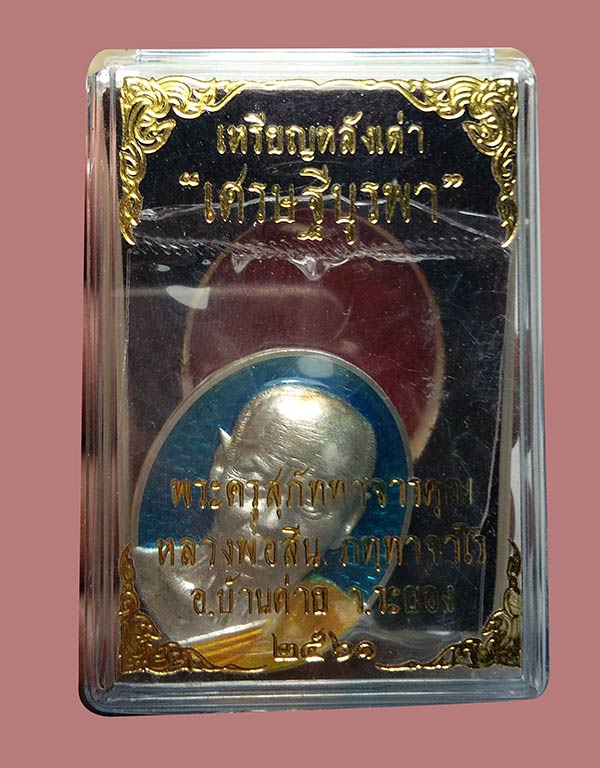 เหรียญหลังเต่า
“เศรษฐีบูรพา”
พระครูสุภัททาจารคุณ
หลวงพ่อสิน ภทฺทาจาโร
อ.บ้านค่าย จ.ระยอง
๒๕๖๑